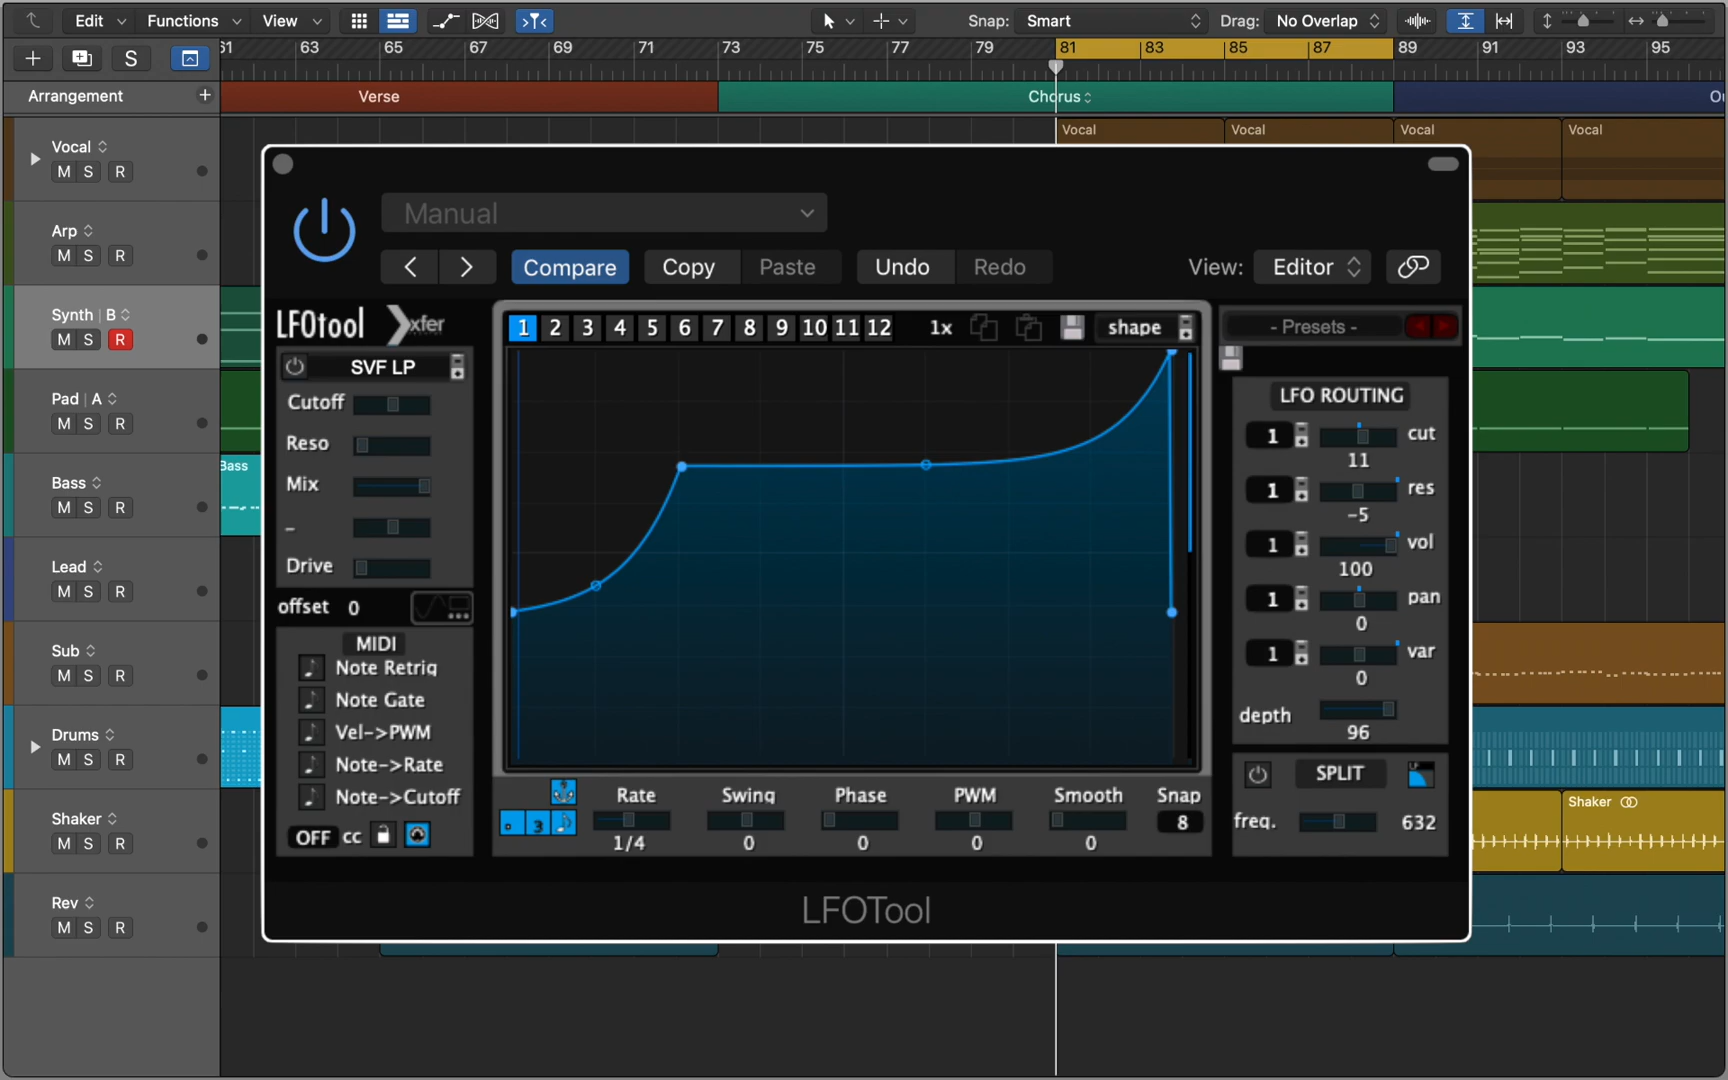 Edit Functions View Snap: Smart Drag: No Overlap
S 61 63 65 67 69 71 73 75 77 79 81 83 85 87 89 91 93 95
Arrangement + Verse Chorus
Vocal
M S R
Vocal Vocal Vocal Vocal
Arp
M S R
Manual
Compare Copy Paste Undo Redo View: Editor
Synth | B
M S R
LFOtool xfer
1 2 3 4 5 6 7 8 9 10 11 12 1x shape
- Presets -
SVF LP
Cutoff
Reso
Mix
-
Drive
offset 0
LFO ROUTING
1 cut
11
1 res
-5
1 vol
100
1 pan
0
1 var
0
depth
96
Pad | A
M S R
Bass
M S R
Bass
Lead
M S R
Sub
M S R
MIDI
Note Retrig
Note Gate
Vel->PWM
Note->Rate
Note->Cutoff
OFF cc
Drums
M S R
3
Rate Swing Phase PWM Smooth Snap
1/4 0 0 0 0 8
SPLIT
freq. 632
Shaker
M S R
Shaker
Rev
M S R
LFOTool